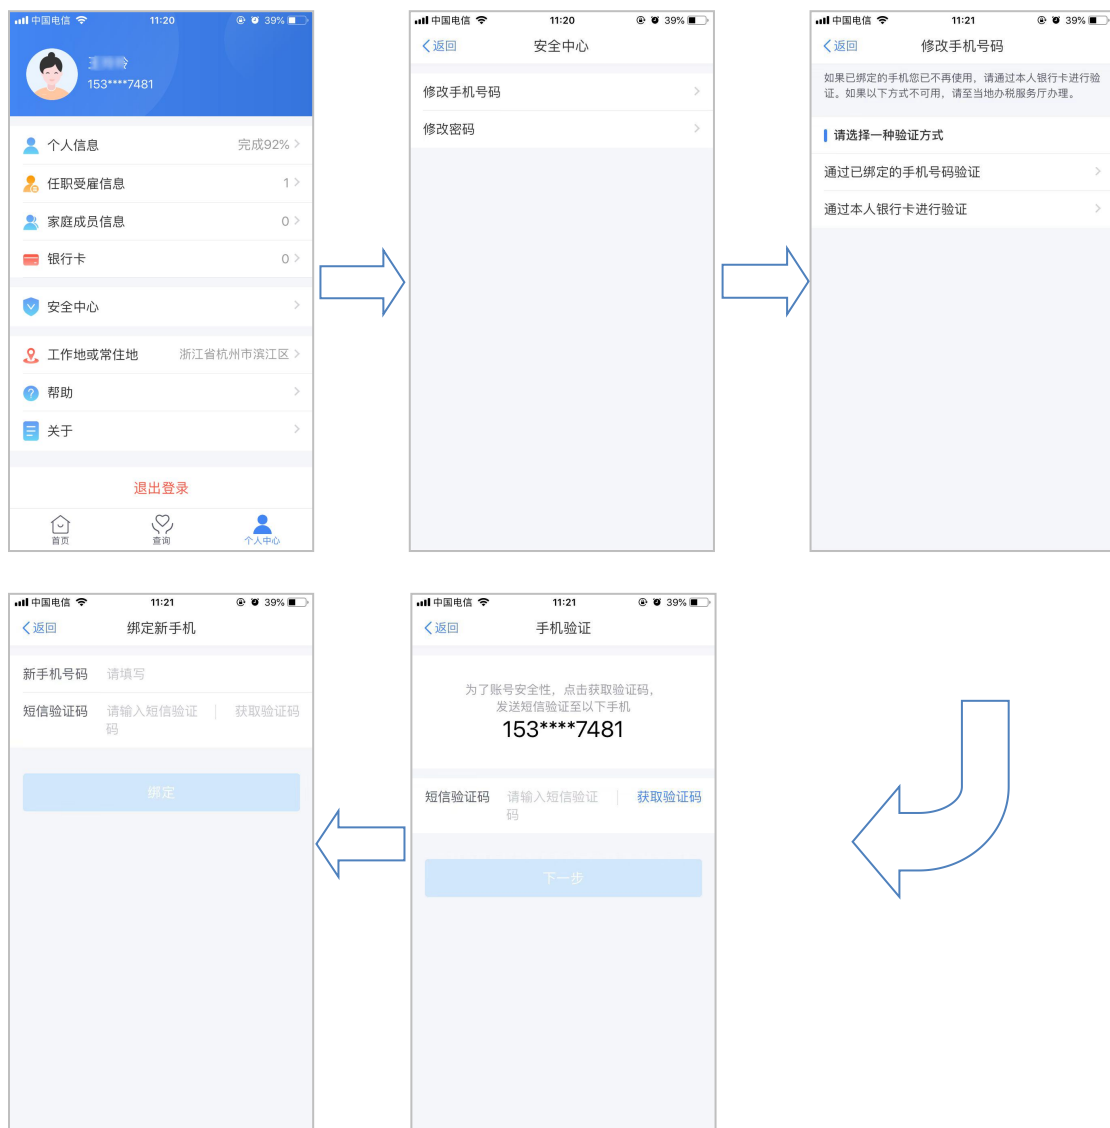 中国电信 11:20 39%
153****7481
个人信息 完成92%
任职受雇信息 1
家庭成员信息 0
银行卡 0
安全中心
工作地或常住地 浙江省杭州市滨江区
帮助
关于
退出登录
首页 查询 个人中心
中国电信 11:20 39%
返回 安全中心
修改手机号码
修改密码
中国电信 11:21 39%
返回 修改手机号码
如果已绑定的手机您已不再使用，请通过本人银行卡进行验
证。如果以下方式不可用，请至当地办税服务厅办理。
请选择一种验证方式
通过已绑定的手机号码验证
通过本人银行卡进行验证
中国电信 11:21 39%
返回 手机验证
为了账号安全性，点击获取验证码，
发送短信验证至以下手机
153****7481
短信验证码 请输入短信验证 获取验证码
码
下一步
中国电信 11:21 39%
返回 绑定新手机
新手机号码 请填写
短信验证码 请输入短信验证 获取验证码
码
绑定